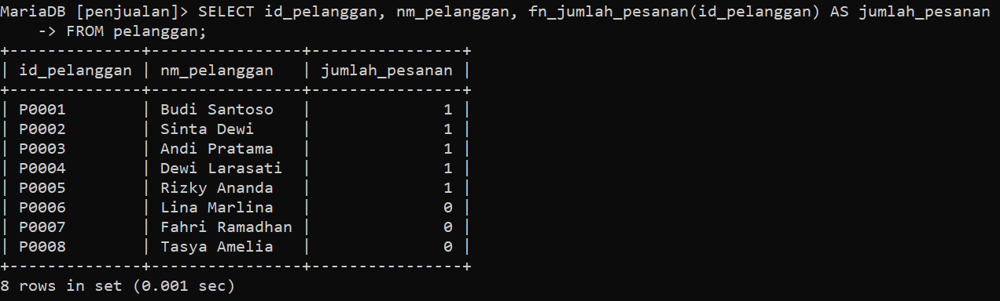 MariaDB [penjualan]> SELECT id_pelanggan, nm_pelanggan, fn_jumlah_pesanan(id_pelanggan) AS jumlah_pesanan
    -> FROM pelanggan;
+--------------+----------------+----------------+
| id_pelanggan | nm_pelanggan   | jumlah_pesanan |
+--------------+----------------+----------------+
| P0001        | Budi Santoso   |              1 |
| P0002        | Sinta Dewi     |              1 |
| P0003        | Andi Pratama   |              1 |
| P0004        | Dewi Larasati  |              1 |
| P0005        | Rizky Ananda   |              1 |
| P0006        | Lina Marlina   |              0 |
| P0007        | Fahri Ramadhan |              0 |
| P0008        | Tasya Amelia   |              0 |
+--------------+----------------+----------------+
8 rows in set (0.001 sec)